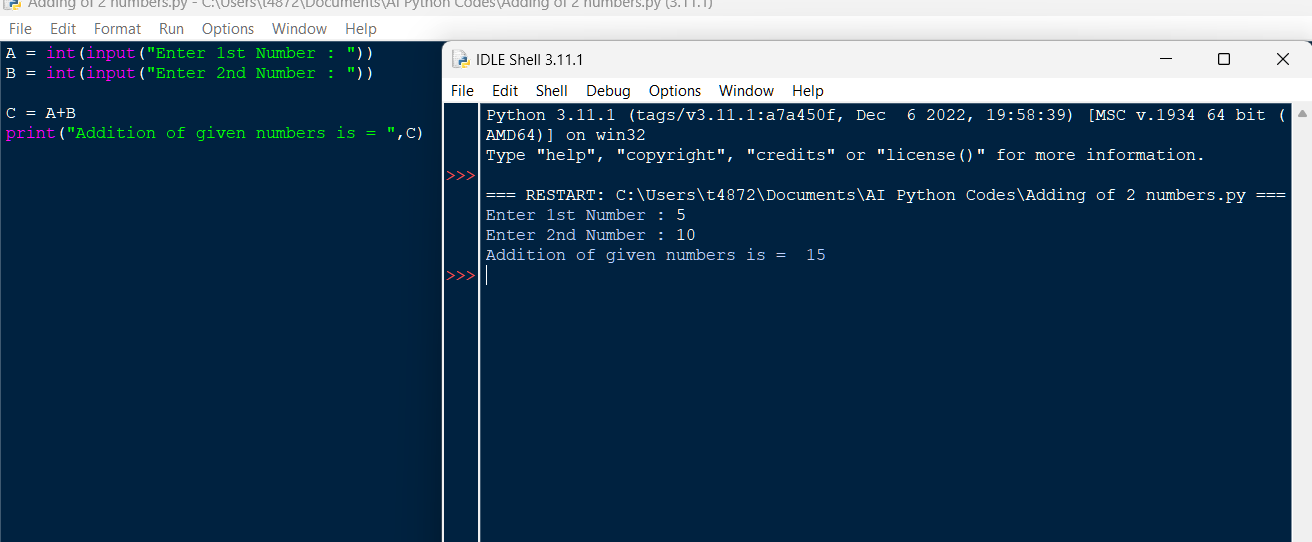 Adding of 2 numbers.py - C:\Users\t4872\Documents\AI Python Codes\Adding of 2 numbers.py (3.11.1)
File Edit Format Run Options Window Help
A = int(input("Enter 1st Number : "))
B = int(input("Enter 2nd Number : "))
C = A+B
print("Addition of given numbers is = ",C)
IDLE Shell 3.11.1
File Edit Shell Debug Options Window Help
Python 3.11.1 (tags/v3.11.1:a7a450f, Dec  6 2022, 19:58:39) [MSC v.1934 64 bit (
AMD64)] on win32
Type "help", "copyright", "credits" or "license()" for more information.
>>>
=== RESTART: C:\Users\t4872\Documents\AI Python Codes\Adding of 2 numbers.py ===
Enter 1st Number : 5
Enter 2nd Number : 10
Addition of given numbers is =  15
>>>